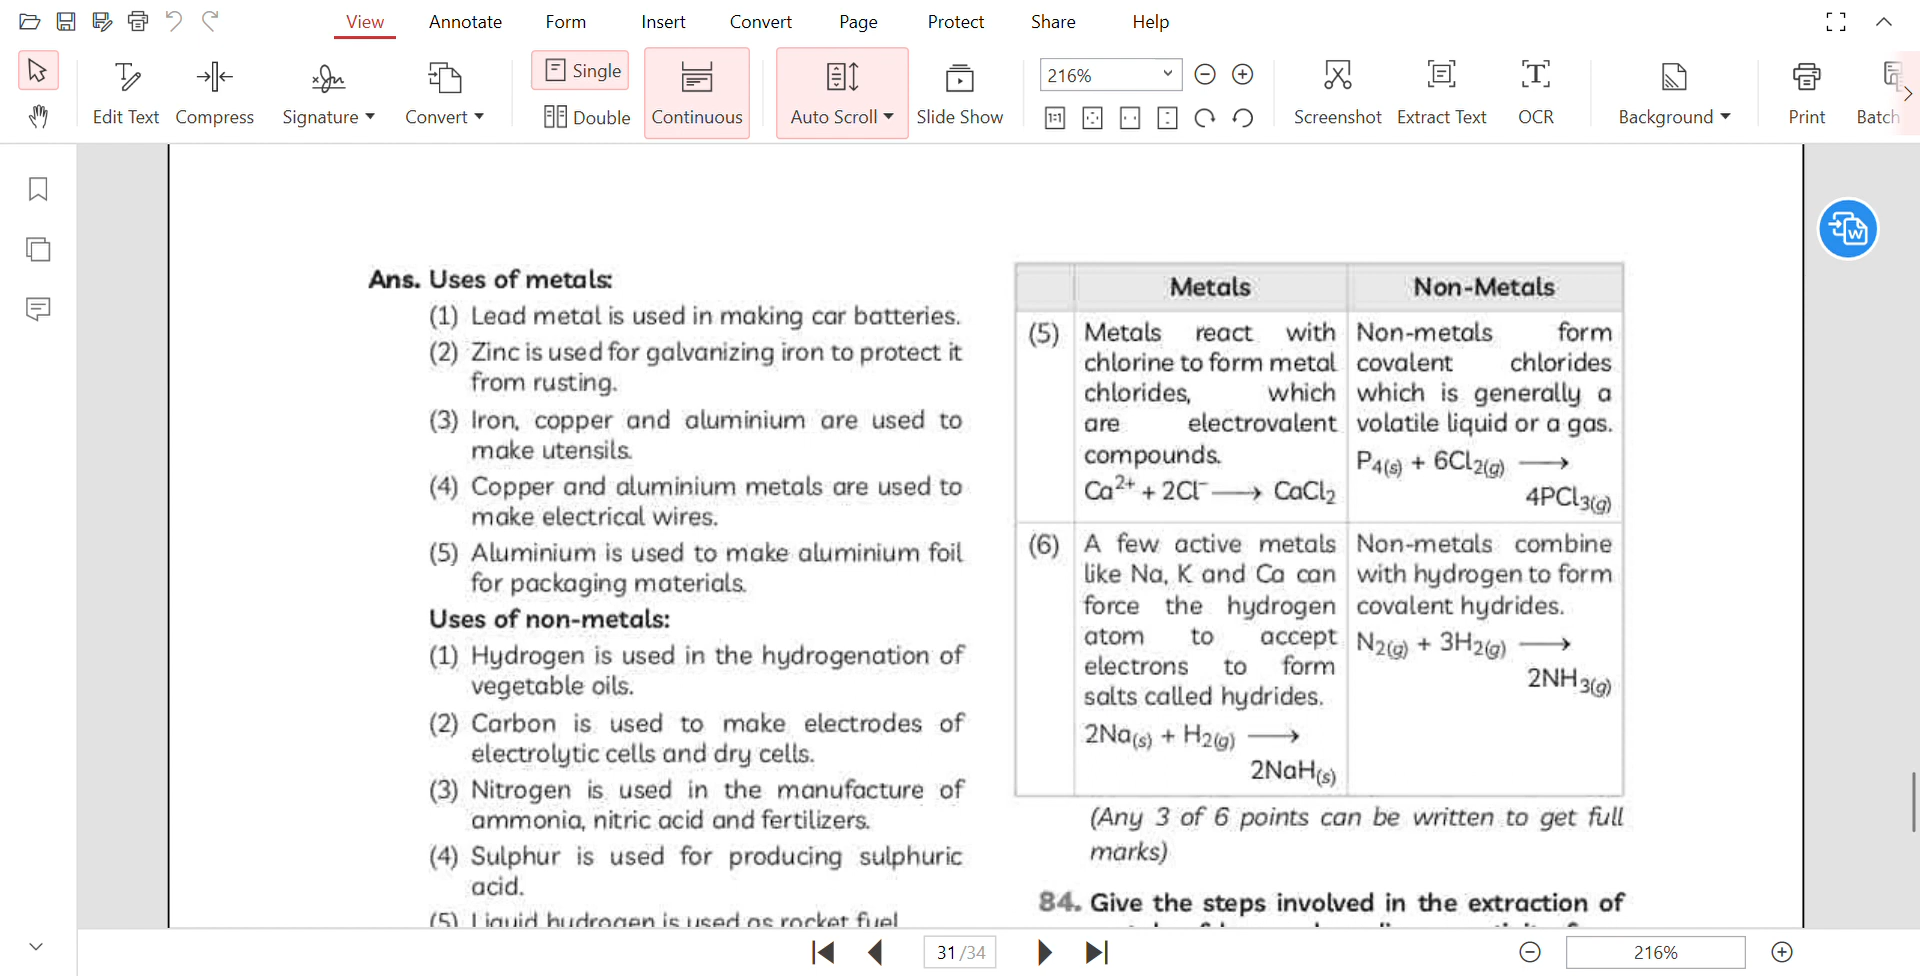 View Annotate Form Insert Convert Page Protect Share Help
Edit Text Compress Signature Convert Single Double Continuous Auto Scroll Slide Show 216% Screenshot Extract Text OCR Background Print Batch
Ans. Uses of metals:
(1) Lead metal is used in making car batteries.
(2) Zinc is used for galvanizing iron to protect it
from rusting.
(3) Iron, copper and aluminium are used to
make utensils.
(4) Copper and aluminium metals are used to
make electrical wires.
(5) Aluminium is used to make aluminium foil
for packaging materials.
Uses of non-metals:
(1) Hydrogen is used in the hydrogenation of
vegetable oils.
(2) Carbon is used to make electrodes of
electrolytic cells and dry cells.
(3) Nitrogen is used in the manufacture of
ammonia, nitric acid and fertilizers.
(4) Sulphur is used for producing sulphuric
acid.
(5) Liquid hydrogen is used as rocket fuel
Metals Non-Metals
(5) Metals react with
chlorine to form metal
chlorides, which
are electrovalent
compounds.
Ca²⁺ + 2Cl⁻ ⟶ CaCl₂
Non-metals form
covalent chlorides
which is generally a
volatile liquid or a gas.
P₄(s) + 6Cl₂(g) ⟶
4PCl₃(g)
(6) A few active metals
like Na, K and Ca can
force the hydrogen
atom to accept
electrons to form
salts called hydrides.
2Na(s) + H₂(g) ⟶
2NaH(s)
Non-metals combine
with hydrogen to form
covalent hydrides.
N₂(g) + 3H₂(g) ⟶
2NH₃(g)
(Any 3 of 6 points can be written to get full
marks)
84. Give the steps involved in the extraction of
31/34 216%